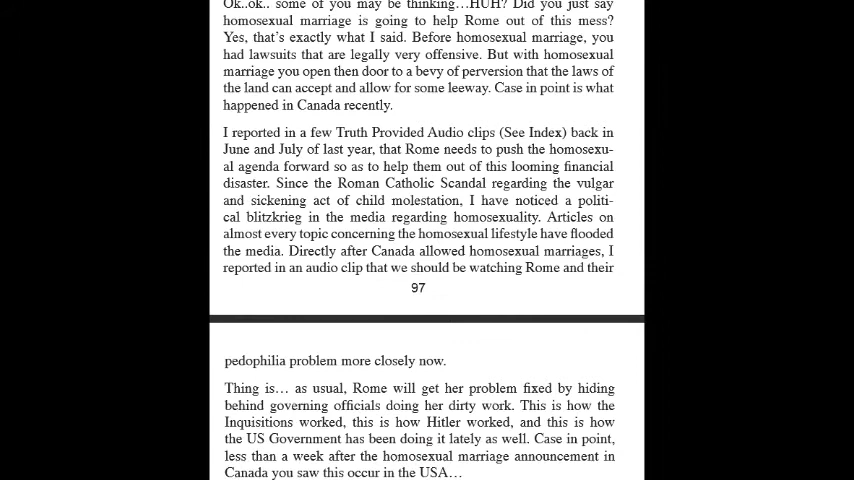 Ok..ok.. some of you may be thinking…HUH? Did you just say
homosexual marriage is going to help Rome out of this mess?
Yes, that’s exactly what I said. Before homosexual marriage, you
had lawsuits that are legally very offensive. But with homosexual
marriage you open then door to a bevy of perversion that the laws of
the land can accept and allow for some leeway. Case in point is what
happened in Canada recently.
I reported in a few Truth Provided Audio clips (See Index) back in
June and July of last year, that Rome needs to push the homosexu-
al agenda forward so as to help them out of this looming financial
disaster. Since the Roman Catholic Scandal regarding the vulgar
and sickening act of child molestation, I have noticed a politi-
cal blitzkrieg in the media regarding homosexuality. Articles on
almost every topic concerning the homosexual lifestyle have flooded
the media. Directly after Canada allowed homosexual marriages, I
reported in an audio clip that we should be watching Rome and their
97
pedophilia problem more closely now.
Thing is… as usual, Rome will get her problem fixed by hiding
behind governing officials doing her dirty work. This is how the
Inquisitions worked, this is how Hitler worked, and this is how
the US Government has been doing it lately as well. Case in point,
less than a week after the homosexual marriage announcement in
Canada you saw this occur in the USA…